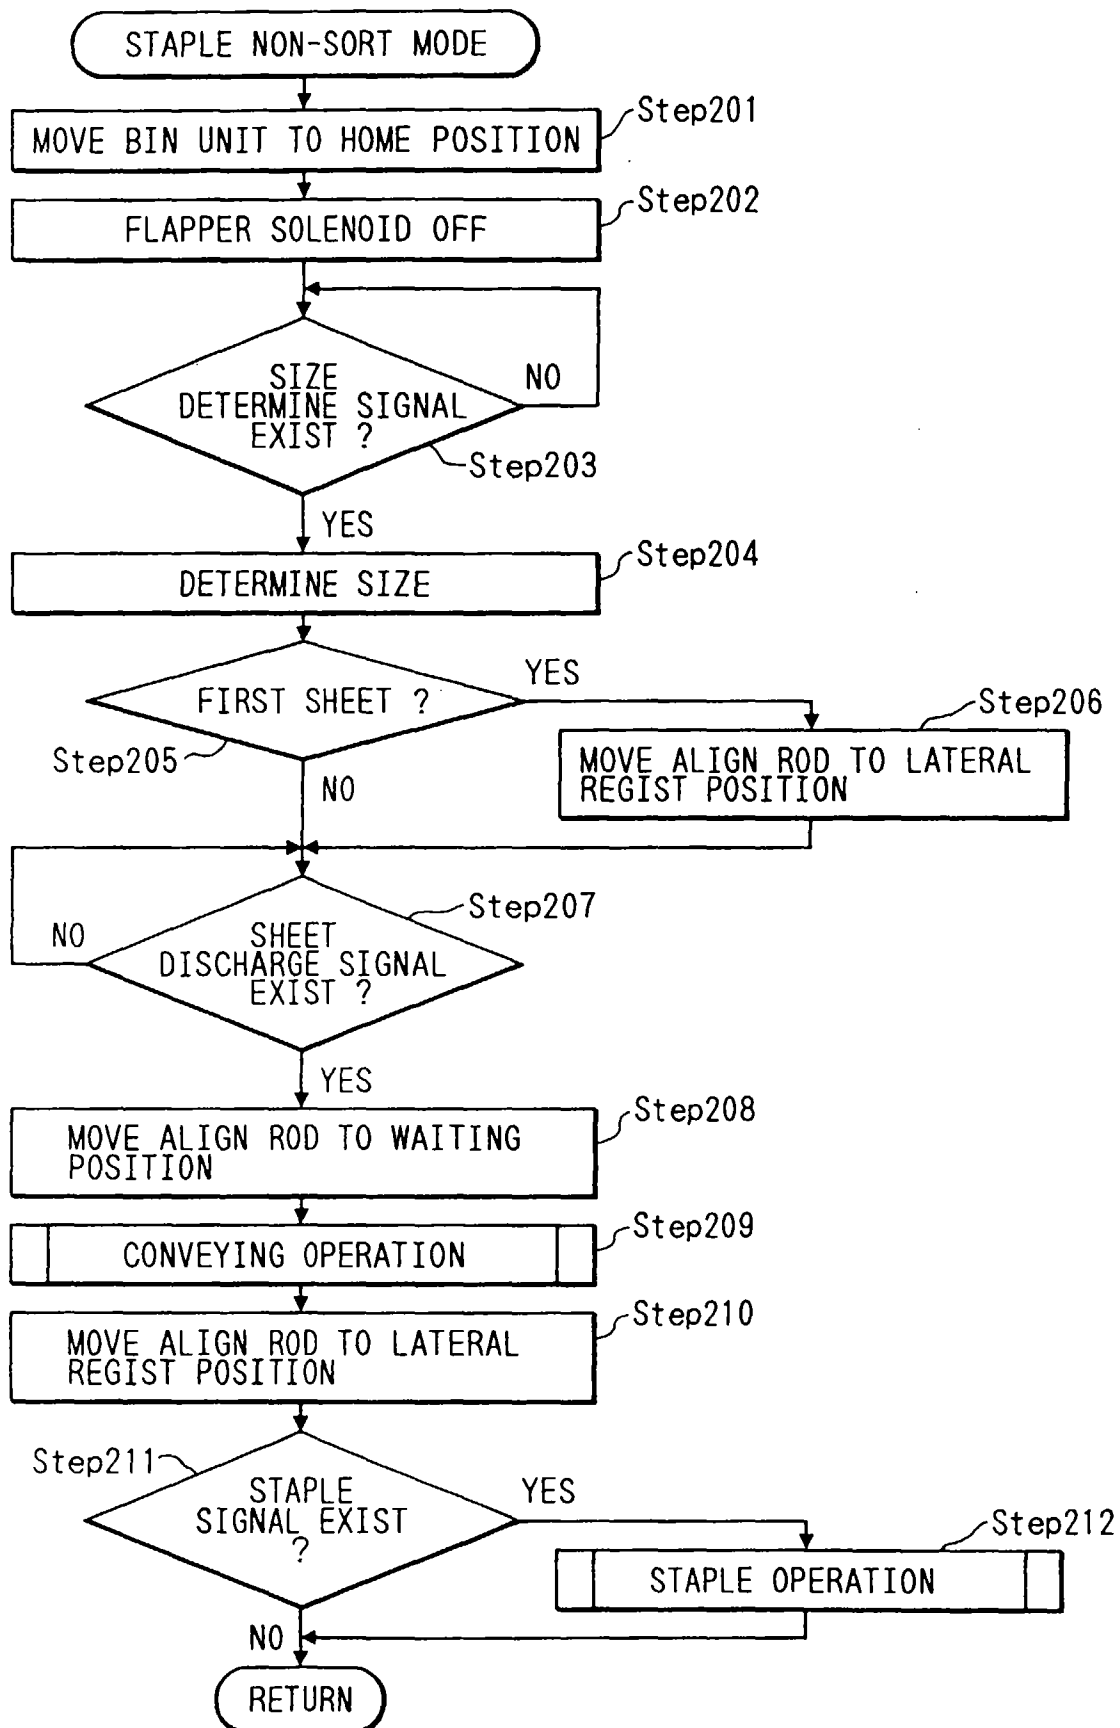 STAPLE NON-SORT MODE
Step201
MOVE BIN UNIT TO HOME POSITION
Step202
FLAPPER SOLENOID OFF
SIZE
DETERMINE SIGNAL
EXIST ?
NO
Step203
YES
Step204
DETERMINE SIZE
FIRST SHEET ?
YES
Step205
NO
Step206
MOVE ALIGN ROD TO LATERAL
REGIST POSITION
Step207
SHEET
DISCHARGE SIGNAL
EXIST ?
NO
YES
Step208
MOVE ALIGN ROD TO WAITING
POSITION
Step209
CONVEYING OPERATION
Step210
MOVE ALIGN ROD TO LATERAL
REGIST POSITION
Step211
STAPLE
SIGNAL EXIST
?
YES
Step212
STAPLE OPERATION
NO
RETURN